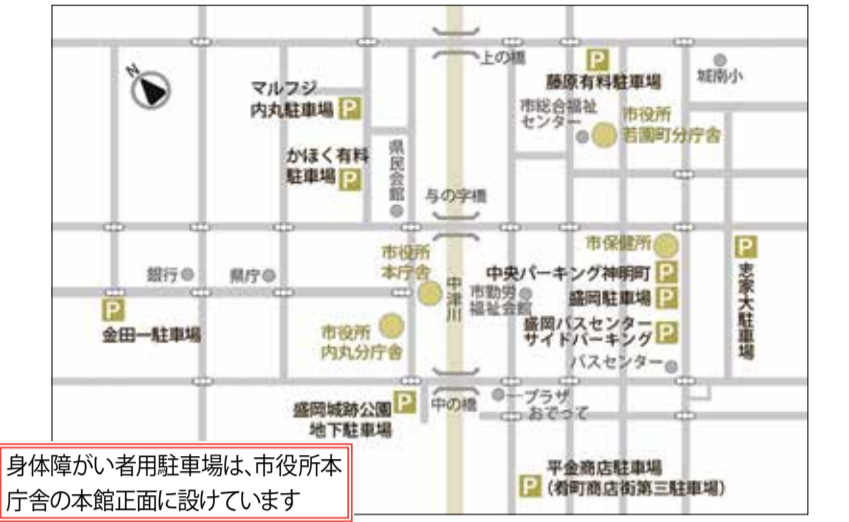 N
上の橋
P
藤原有料駐車場
城南小
マルフジ
内丸駐車場 P
市総合福祉
センター
市役所
若園町分庁舎
かほく有料
駐車場 P
県民会館
与の字橋
市役所
本庁舎
市保健所
P
志家大駐車場
銀行
県庁
中津川
中央パーキング神明町 P
市勤労
福祉会館
盛岡駐車場 P
P
金田一駐車場
市役所
内丸分庁舎
盛岡バスセンター
サイドパーキング P
バスセンター
盛岡城跡公園 P
地下駐車場
中の橋
プラザ
おでって
身体障がい者用駐車場は、市役所本
庁舎の本館正面に設けています
平金商店駐車場
P (肴町商店街第三駐車場)